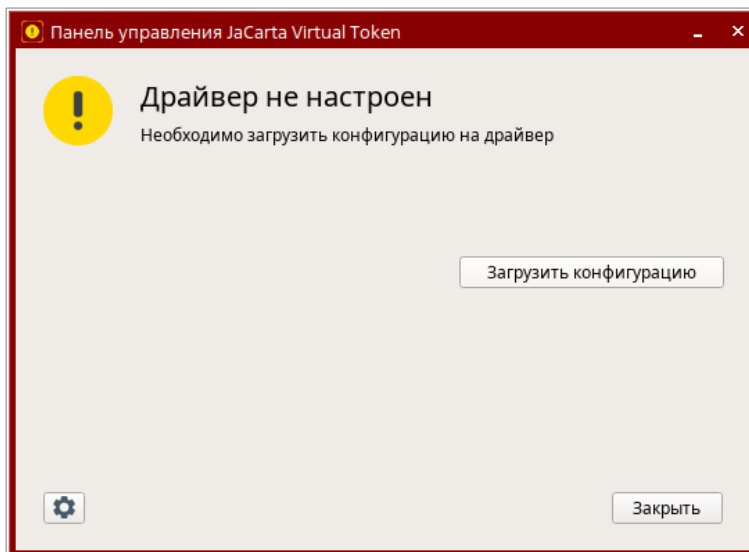 Панель управления JaCarta Virtual Token
Драйвер не настроен
Необходимо загрузить конфигурацию на драйвер
Загрузить конфигурацию
Закрыть